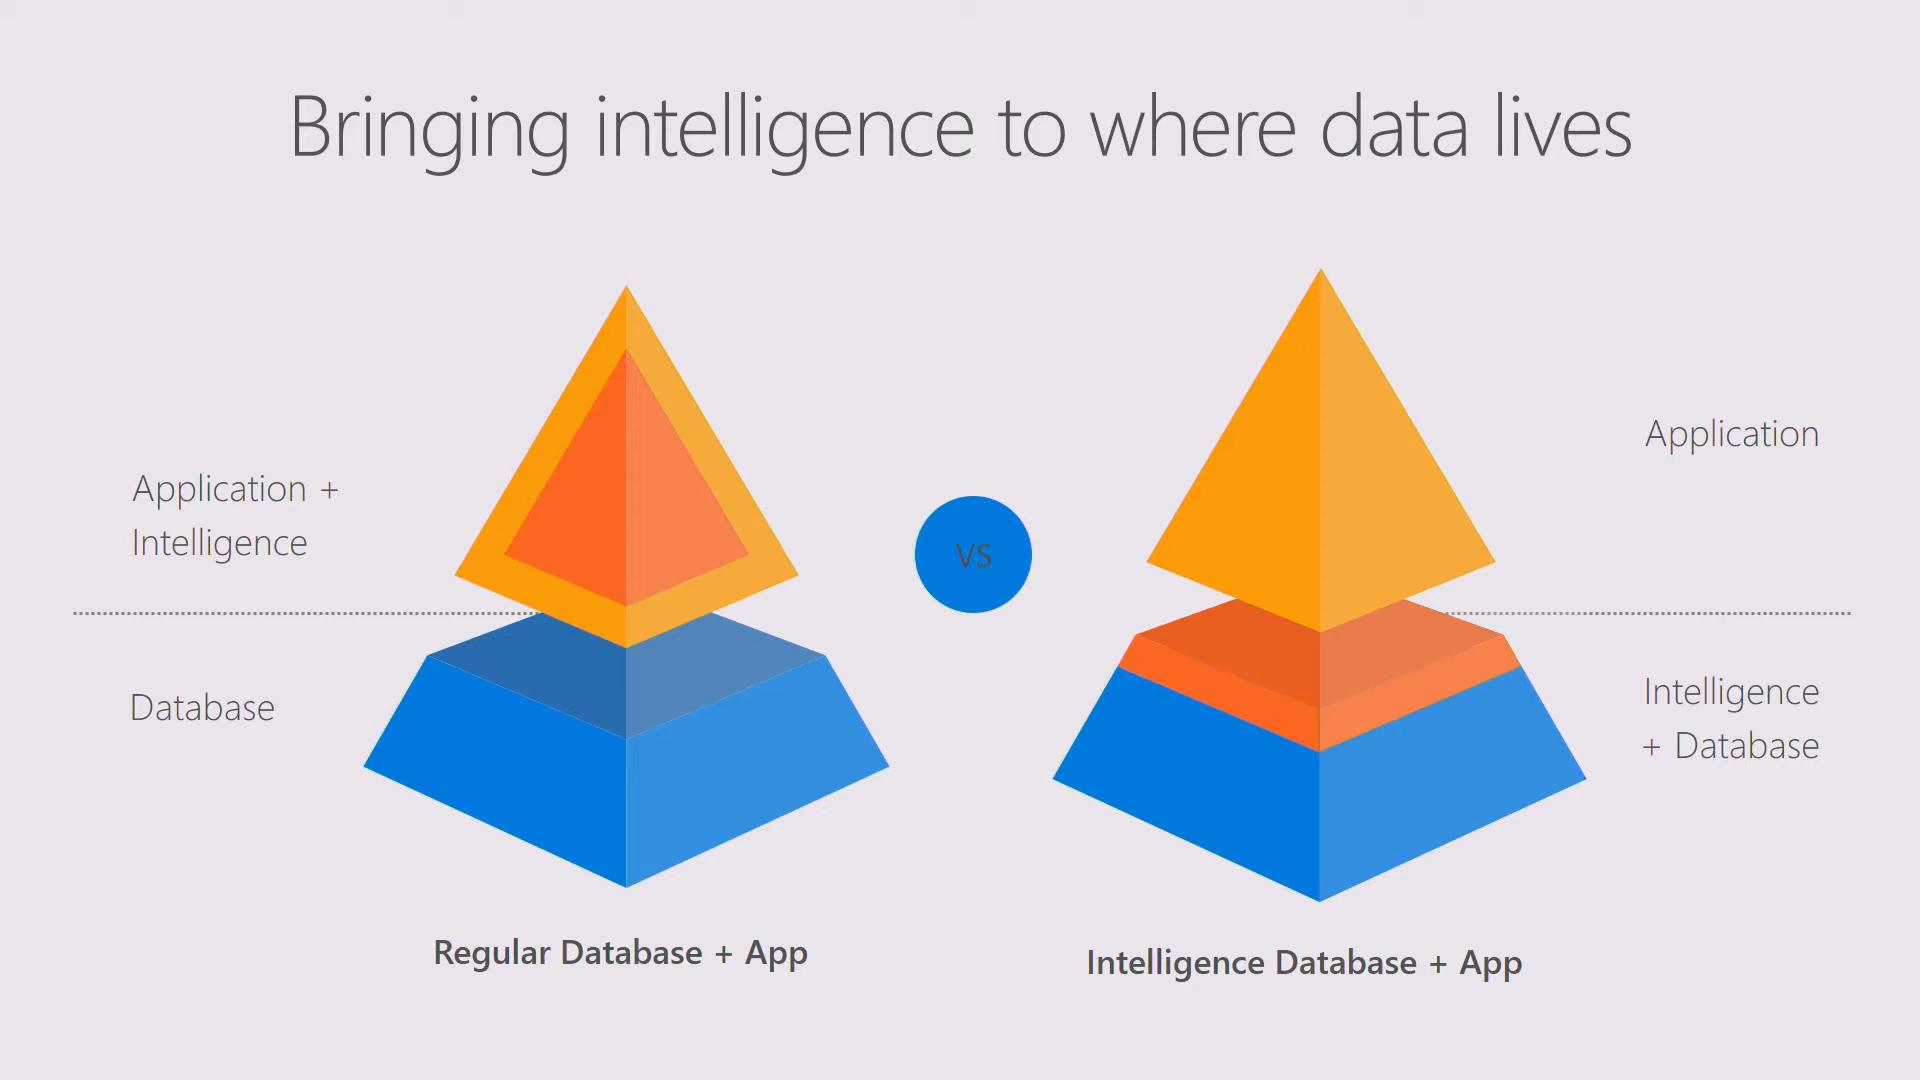 Bringing intelligence to where data lives
Application +
Intelligence
Database
VS
Application
Intelligence
+ Database
Regular Database + App
Intelligence Database + App